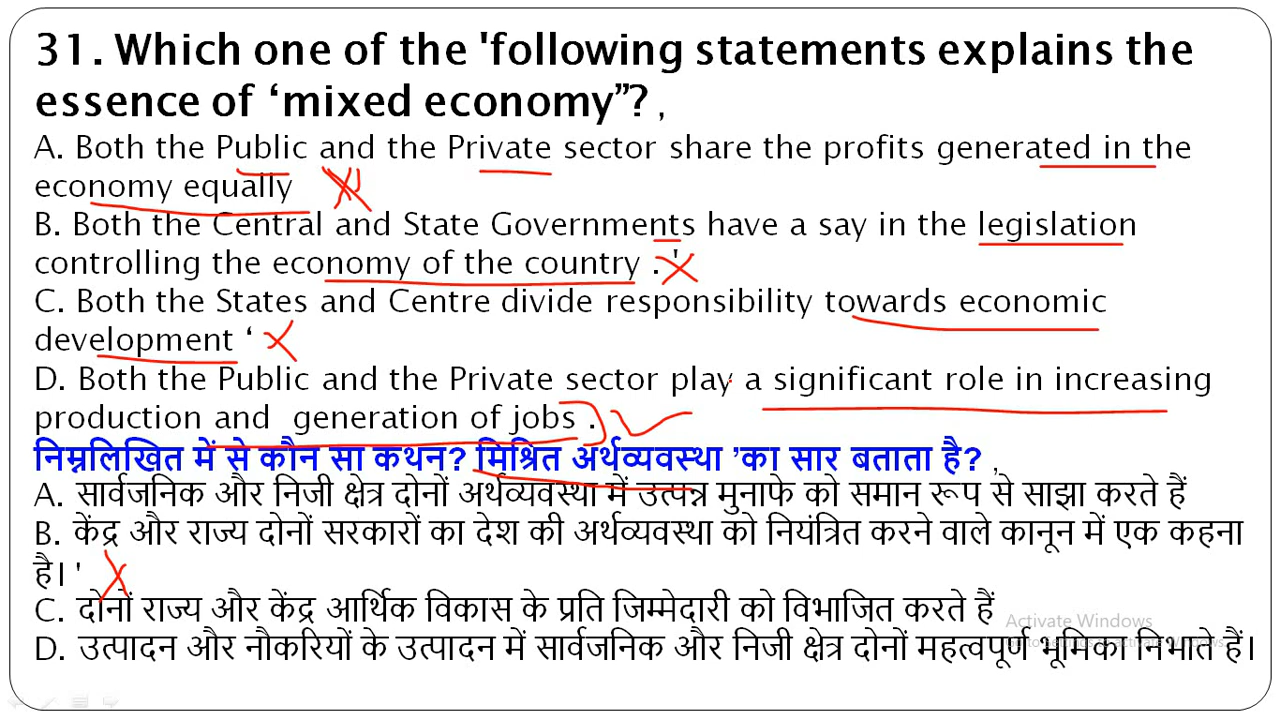 31. Which one of the 'following statements explains the
essence of ‘mixed economy”? ,
A. Both the Public and the Private sector share the profits generated in the
economy equally
B. Both the Central and State Governments have a say in the legislation
controlling the economy of the country . '
C. Both the States and Centre divide responsibility towards economic
development ‘
D. Both the Public and the Private sector play a significant role in increasing
production and generation of jobs .
निम्नलिखित में से कौन सा कथन? मिश्रित अर्थव्यवस्था ’का सार बताता है? ,
A. सार्वजनिक और निजी क्षेत्र दोनों अर्थव्यवस्था में उत्पन्न मुनाफे को समान रूप से साझा करते हैं
B. केंद्र और राज्य दोनों सरकारों का देश की अर्थव्यवस्था को नियंत्रित करने वाले कानून में एक कहना
है। '
C. दोनों राज्य और केंद्र आर्थिक विकास के प्रति जिम्मेदारी को विभाजित करते हैं
Activate Windows
D. उत्पादन और नौकरियों के उत्पादन में सार्वजनिक और निजी क्षेत्र दोनों महत्वपूर्ण भूमिका निभाते हैं।